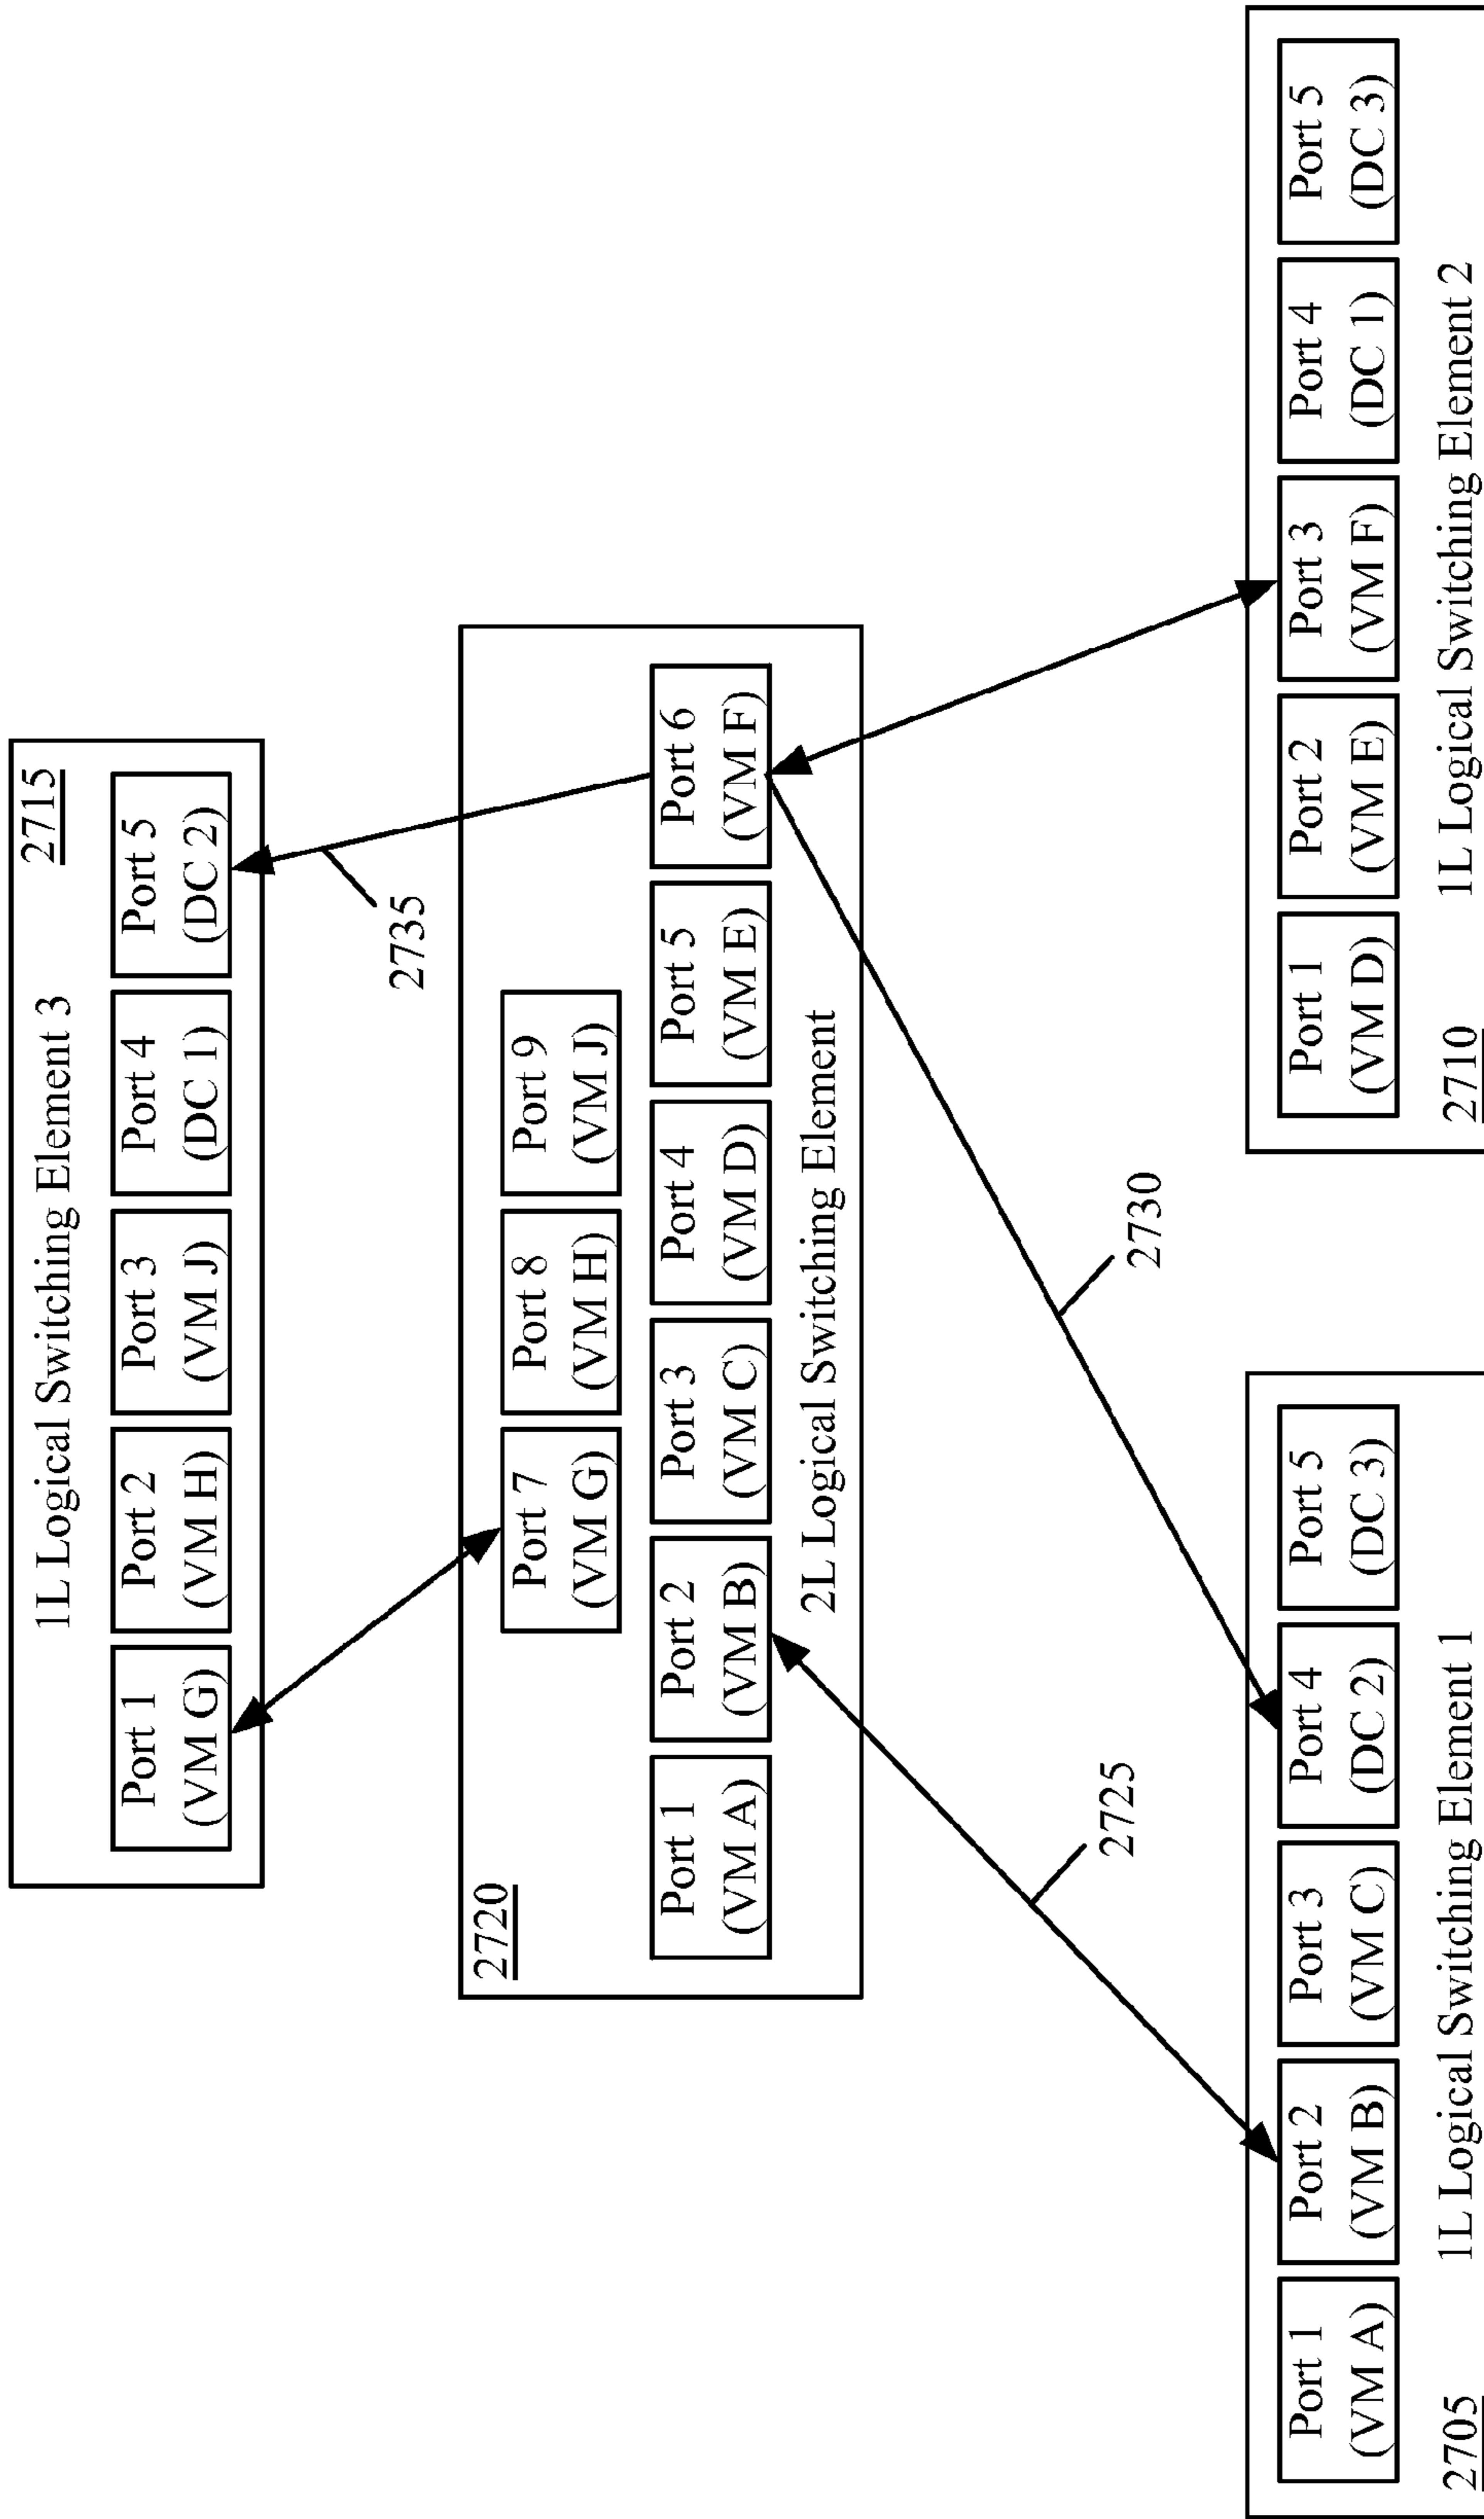 1L Logical Switching Element 3
2715
Port 1
(VM G)
Port 2
(VM H)
Port 3
(VM J)
Port 4
(DC 1)
Port 5
(DC 2)
2735
2720
Port 7
(VM G)
Port 8
(VM H)
Port 9
(VM J)
Port 1
(VM A)
Port 2
(VM B)
Port 3
(VM C)
Port 4
(VM D)
Port 5
(VM E)
Port 6
(VM F)
2L Logical Switching Element
2725
2730
Port 1
(VM A)
Port 2
(VM B)
Port 3
(VM C)
Port 4
(DC 2)
Port 5
(DC 3)
2705
1L Logical Switching Element 1
Port 1
(VM D)
Port 2
(VM E)
Port 3
(VM F)
Port 4
(DC 1)
Port 5
(DC 3)
2710
1L Logical Switching Element 2